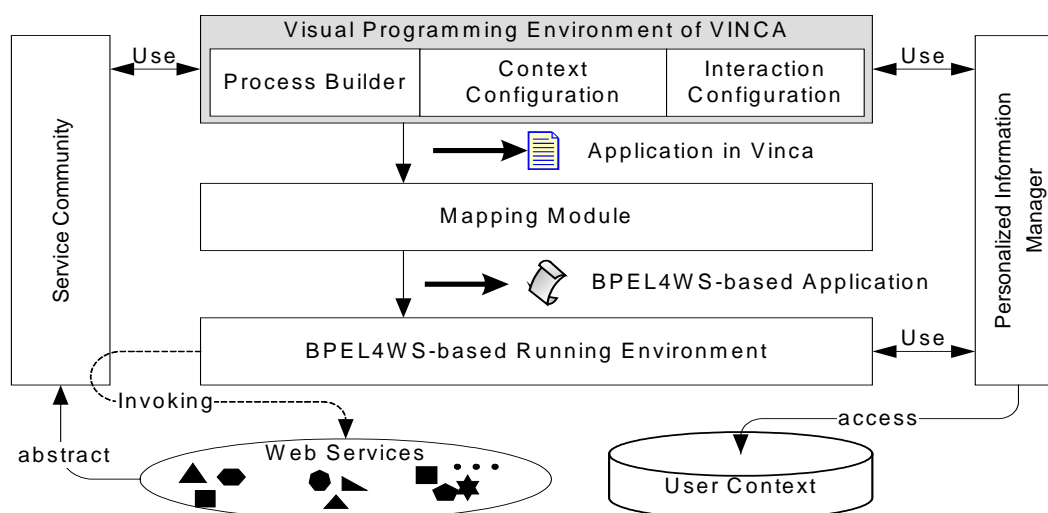 Visual Programming Environment of VINCA
Use
Use
Process Builder
Context
Configuration
Interaction
Configuration
Application in Vinca
Service Community
Personalized Information
Manager
Mapping Module
BPEL4WS-based Application
BPEL4WS-based Running Environment
Use
Invoking
access
abstract
Web Services
User Context